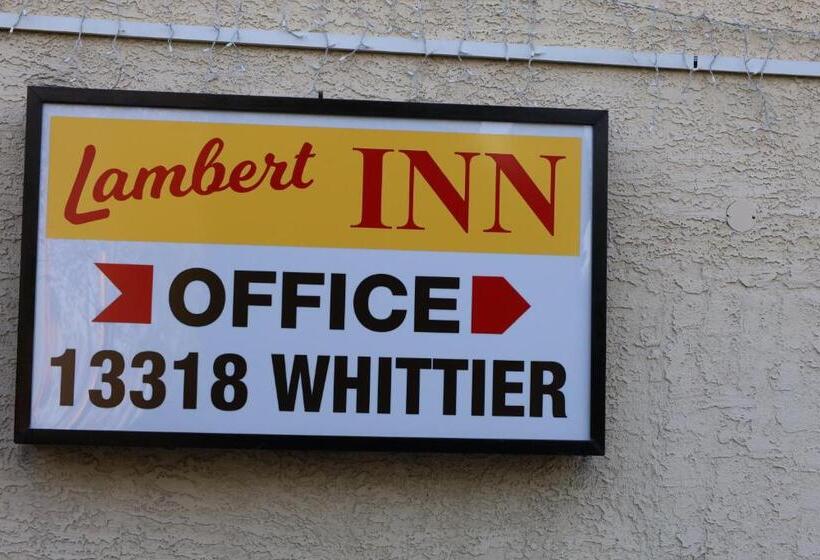 Lambert INN
OFFICE
13318 WHITTIER